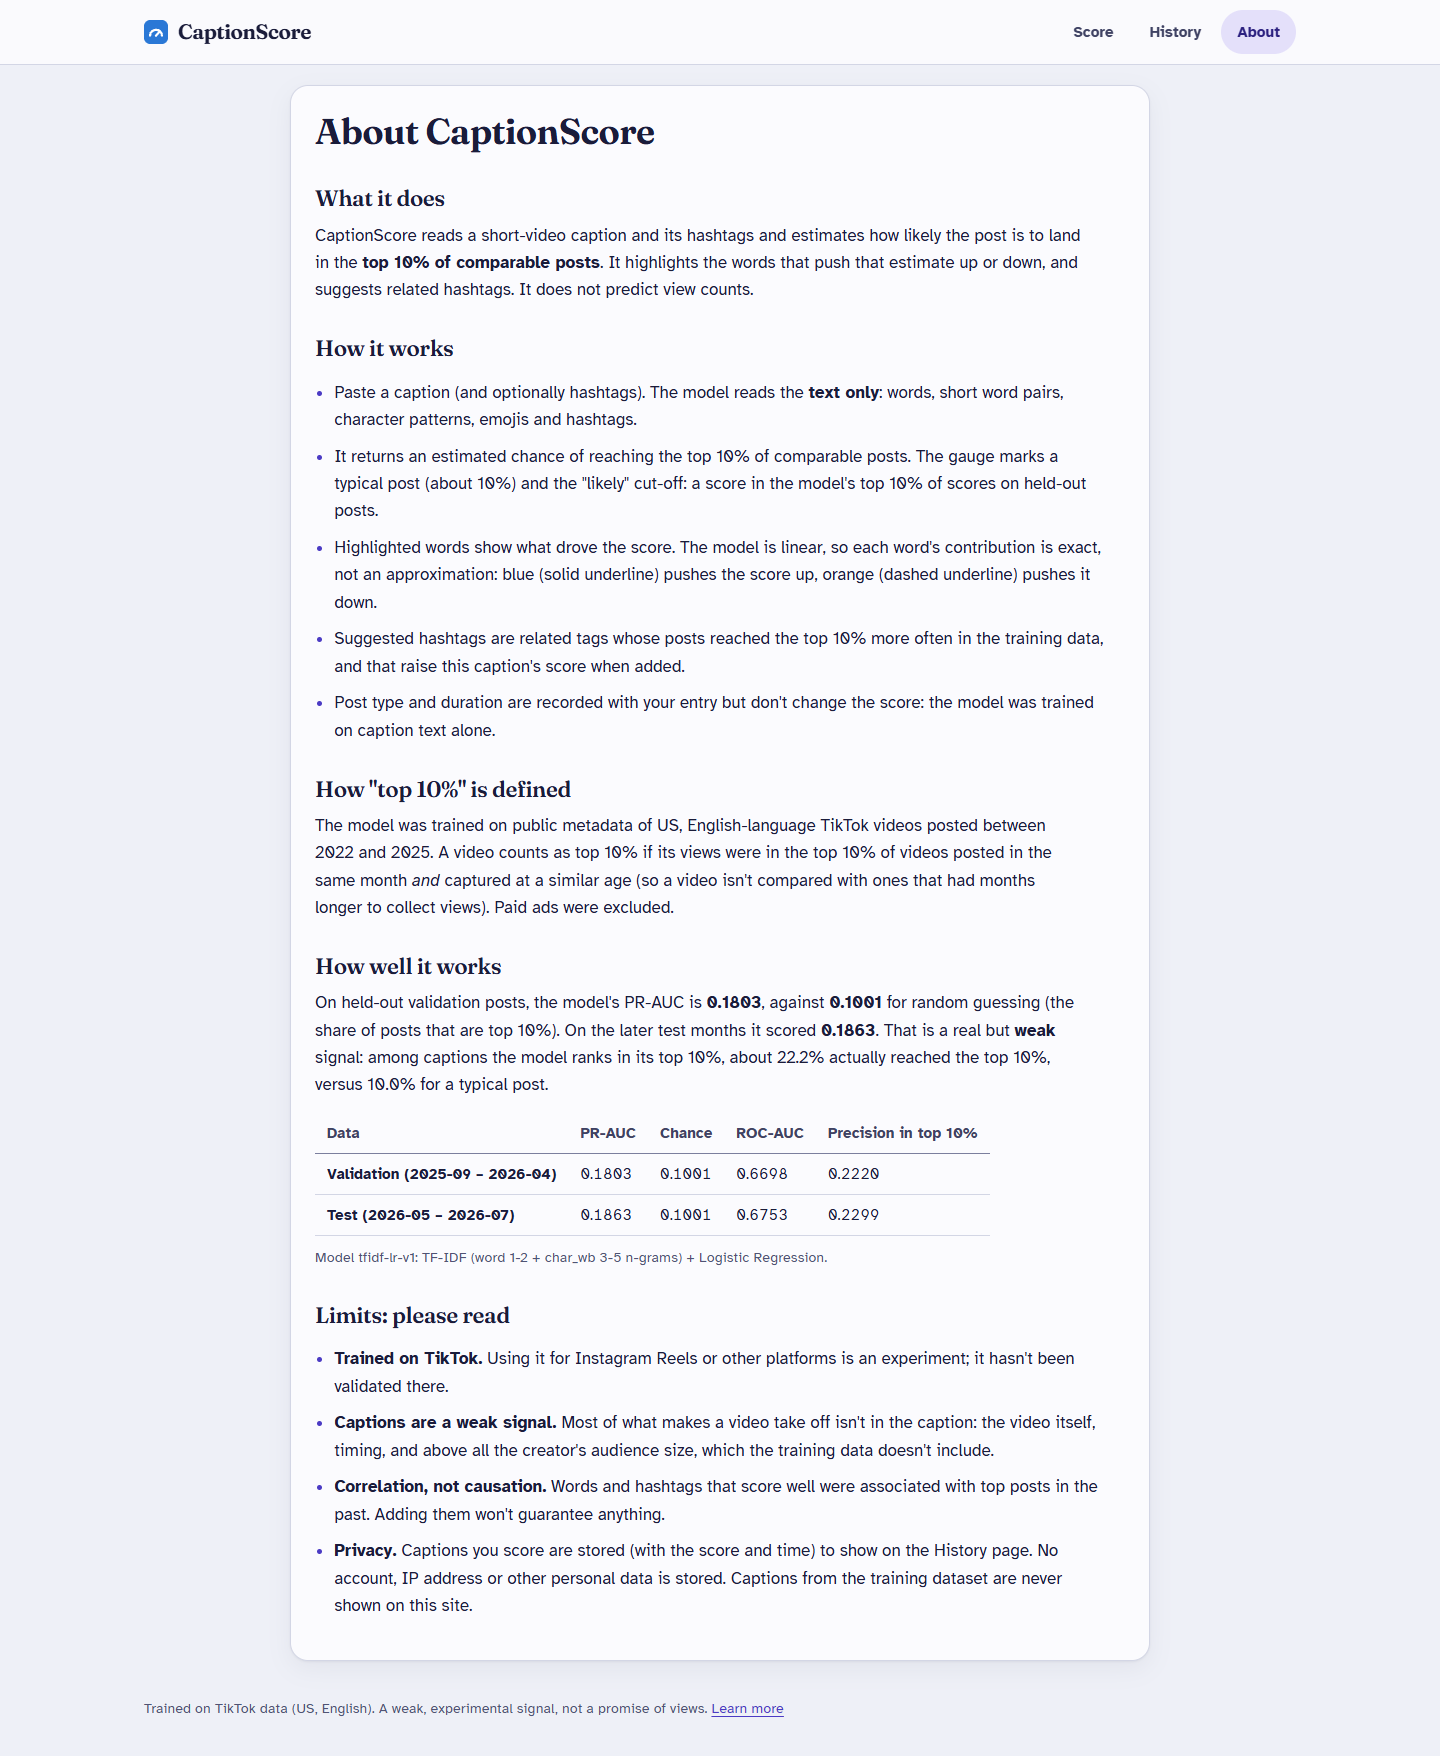 CaptionScore
Score History About
About CaptionScore
What it does
CaptionScore reads a short-video caption and its hashtags and estimates how likely the post is to land
in the top 10% of comparable posts. It highlights the words that push that estimate up or down, and
suggests related hashtags. It does not predict view counts.
How it works
• Paste a caption (and optionally hashtags). The model reads the text only: words, short word pairs,
character patterns, emojis and hashtags.
• It returns an estimated chance of reaching the top 10% of comparable posts. The gauge marks a
typical post (about 10%) and the "likely" cut-off: a score in the model's top 10% of scores on held-out
posts.
• Highlighted words show what drove the score. The model is linear, so each word's contribution is exact,
not an approximation: blue (solid underline) pushes the score up, orange (dashed underline) pushes it
down.
• Suggested hashtags are related tags whose posts reached the top 10% more often in the training data,
and that raise this caption's score when added.
• Post type and duration are recorded with your entry but don't change the score: the model was trained
on caption text alone.
How "top 10%" is defined
The model was trained on public metadata of US, English-language TikTok videos posted between
2022 and 2025. A video counts as top 10% if its views were in the top 10% of videos posted in the
same month and captured at a similar age (so a video isn't compared with ones that had months
longer to collect views). Paid ads were excluded.
How well it works
On held-out validation posts, the model's PR-AUC is 0.1803, against 0.1001 for random guessing (the
share of posts that are top 10%). On the later test months it scored 0.1863. That is a real but weak
signal: among captions the model ranks in its top 10%, about 22.2% actually reached the top 10%,
versus 10.0% for a typical post.
Data PR-AUC Chance ROC-AUC Precision in top 10%
Validation (2025-09 – 2026-04) 0.1803 0.1001 0.6698 0.2220
Test (2026-05 – 2026-07) 0.1863 0.1001 0.6753 0.2299
Model tfidf-lr-v1: TF-IDF (word 1-2 + char_wb 3-5 n-grams) + Logistic Regression.
Limits: please read
• Trained on TikTok. Using it for Instagram Reels or other platforms is an experiment; it hasn't been
validated there.
• Captions are a weak signal. Most of what makes a video take off isn't in the caption: the video itself,
timing, and above all the creator's audience size, which the training data doesn't include.
• Correlation, not causation. Words and hashtags that score well were associated with top posts in the
past. Adding them won't guarantee anything.
• Privacy. Captions you score are stored (with the score and time) to show on the History page. No
account, IP address or other personal data is stored. Captions from the training dataset are never
shown on this site.
Trained on TikTok data (US, English). A weak, experimental signal, not a promise of views. Learn more